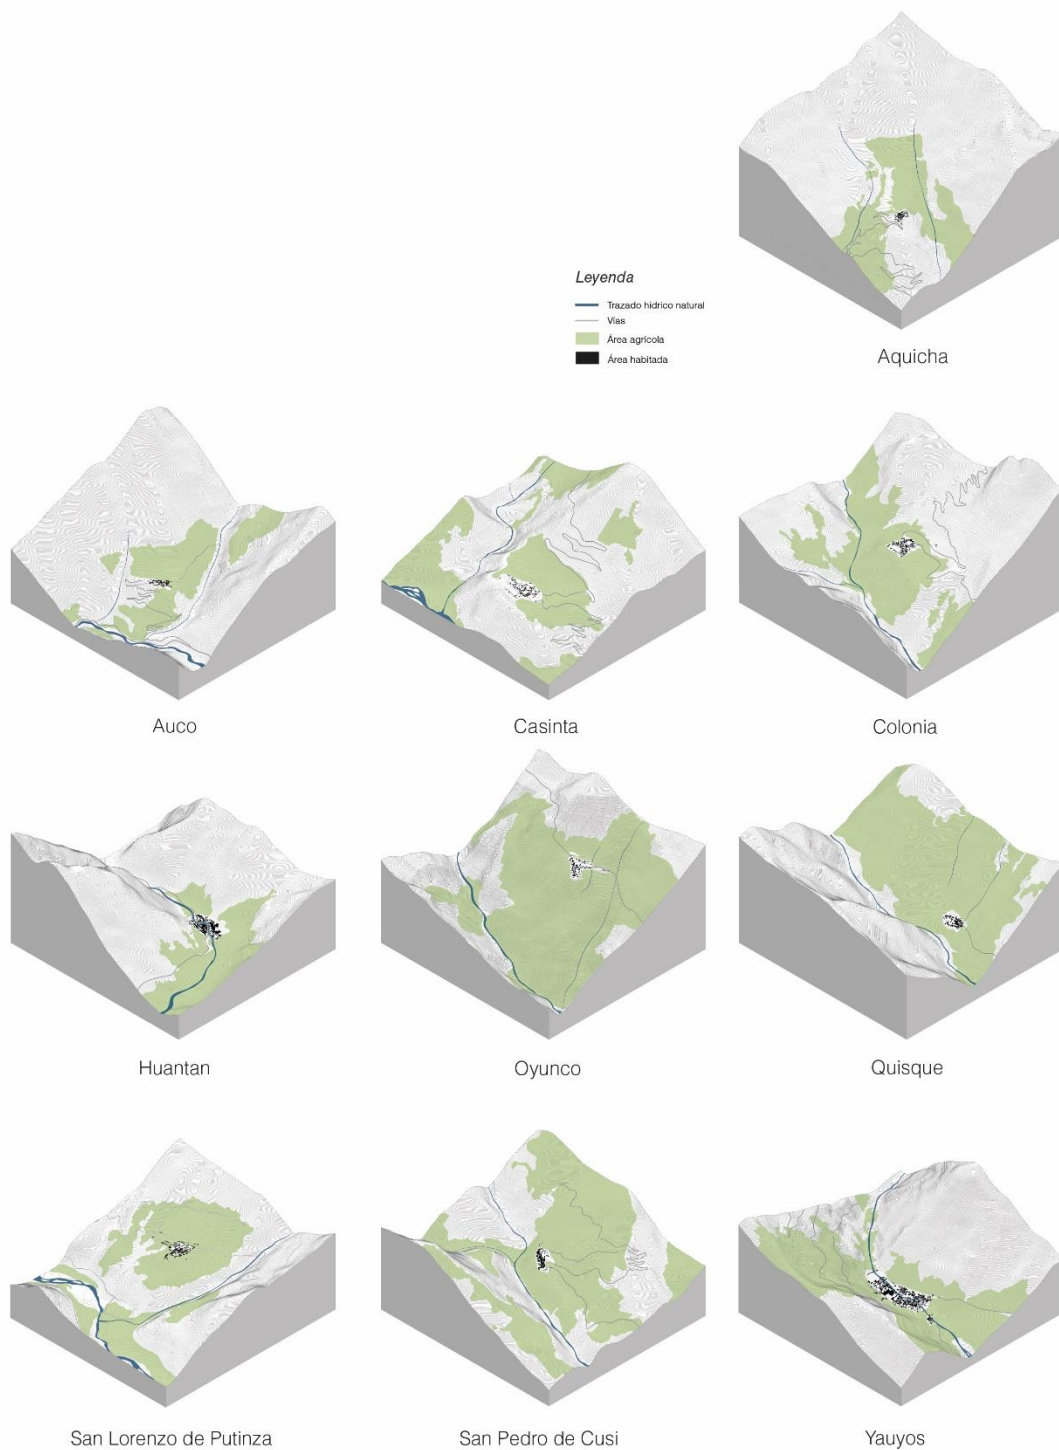 Leyenda
Trazado hídrico natural
Vías
Área agrícola
Área habitada
Aquicha
Auco
Casinta
Colonia
Huantan
Oyunco
Quisque
San Lorenzo de Putinza
San Pedro de Cusi
Yauyos